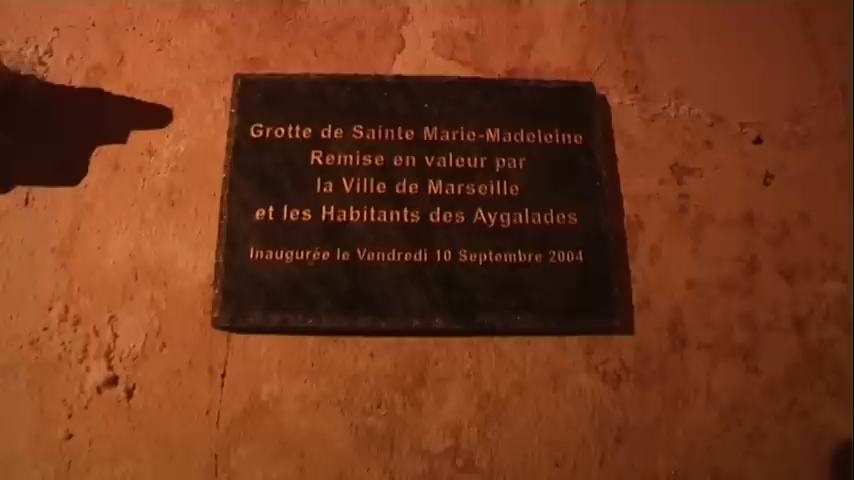 Grotte de Sainte Marie-Madeleine
Remise en valeur par
la Ville de Marseille
et les Habitants des Aygalades
Inaugurée le Vendredi 10 Septembre 2004